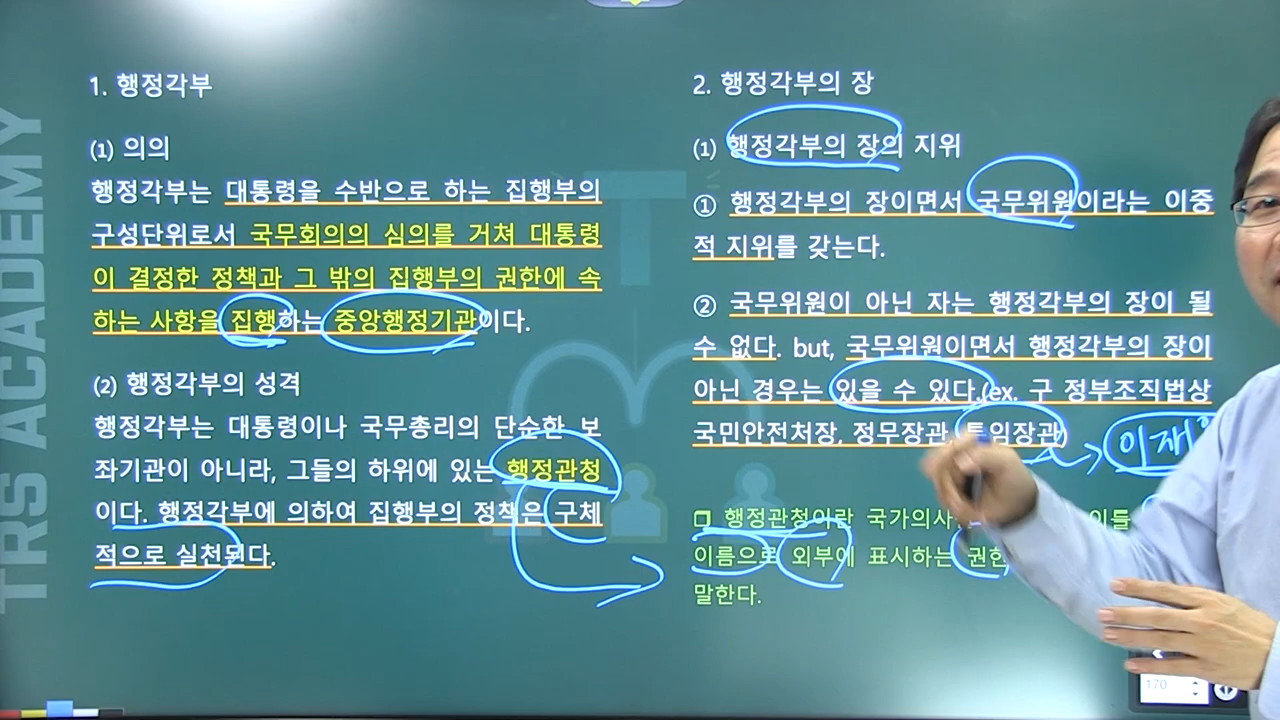 TRS ACADEMY
1. 행정각부
(1) 의의
행정각부는 대통령을 수반으로 하는 집행부의
구성단위로서 국무회의의 심의를 거쳐 대통령
이 결정한 정책과 그 밖의 집행부의 권한에 속
하는 사항을 집행하는 중앙행정기관이다.
(2) 행정각부의 성격
행정각부는 대통령이나 국무총리의 단순한 보
좌기관이 아니라, 그들의 하위에 있는 행정관청
이다. 행정각부에 의하여 집행부의 정책은 구체
적으로 실천된다.
2. 행정각부의 장
(1) 행정각부의 장의 지위
① 행정각부의 장이면서 국무위원이라는 이중
적 지위를 갖는다.
② 국무위원이 아닌 자는 행정각부의 장이 될
수 없다. but, 국무위원이면서 행정각부의 장이
아닌 경우는 있을 수 있다.(ex. 구 정부조직법상
국민안전처장, 정무장관, 특임장관)
이재
❒ 행정관청이란 국가의사 이를
이름으로 외부에 표시하는 권한
말한다.
170